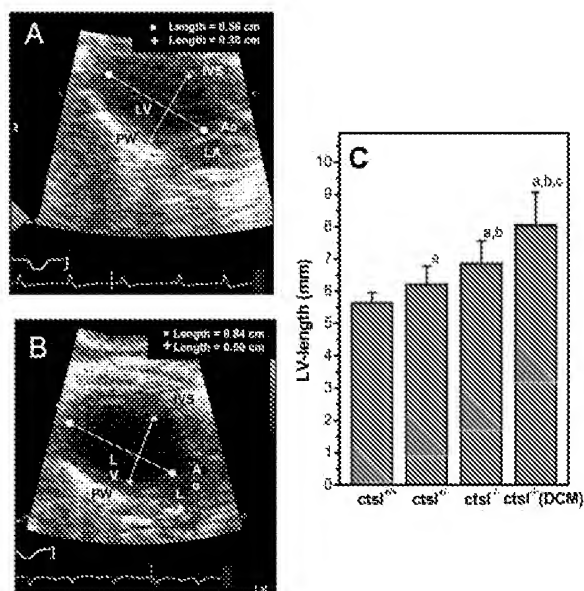 A
Length = 0.56 cm
Length = 0.38 cm
IVS
LV
Ao
PW
LA
B
Length = 0.84 cm
Length = 0.50 cm
IVS
L
V
A
o
PW
L
C
LV-length (mm)
10
9
8
7
6
5
4
3
2
1
0
a
a,b
a,b,c
ctsl+/+
ctsl+/-
ctsl-/-
ctsl-/-(DCM)